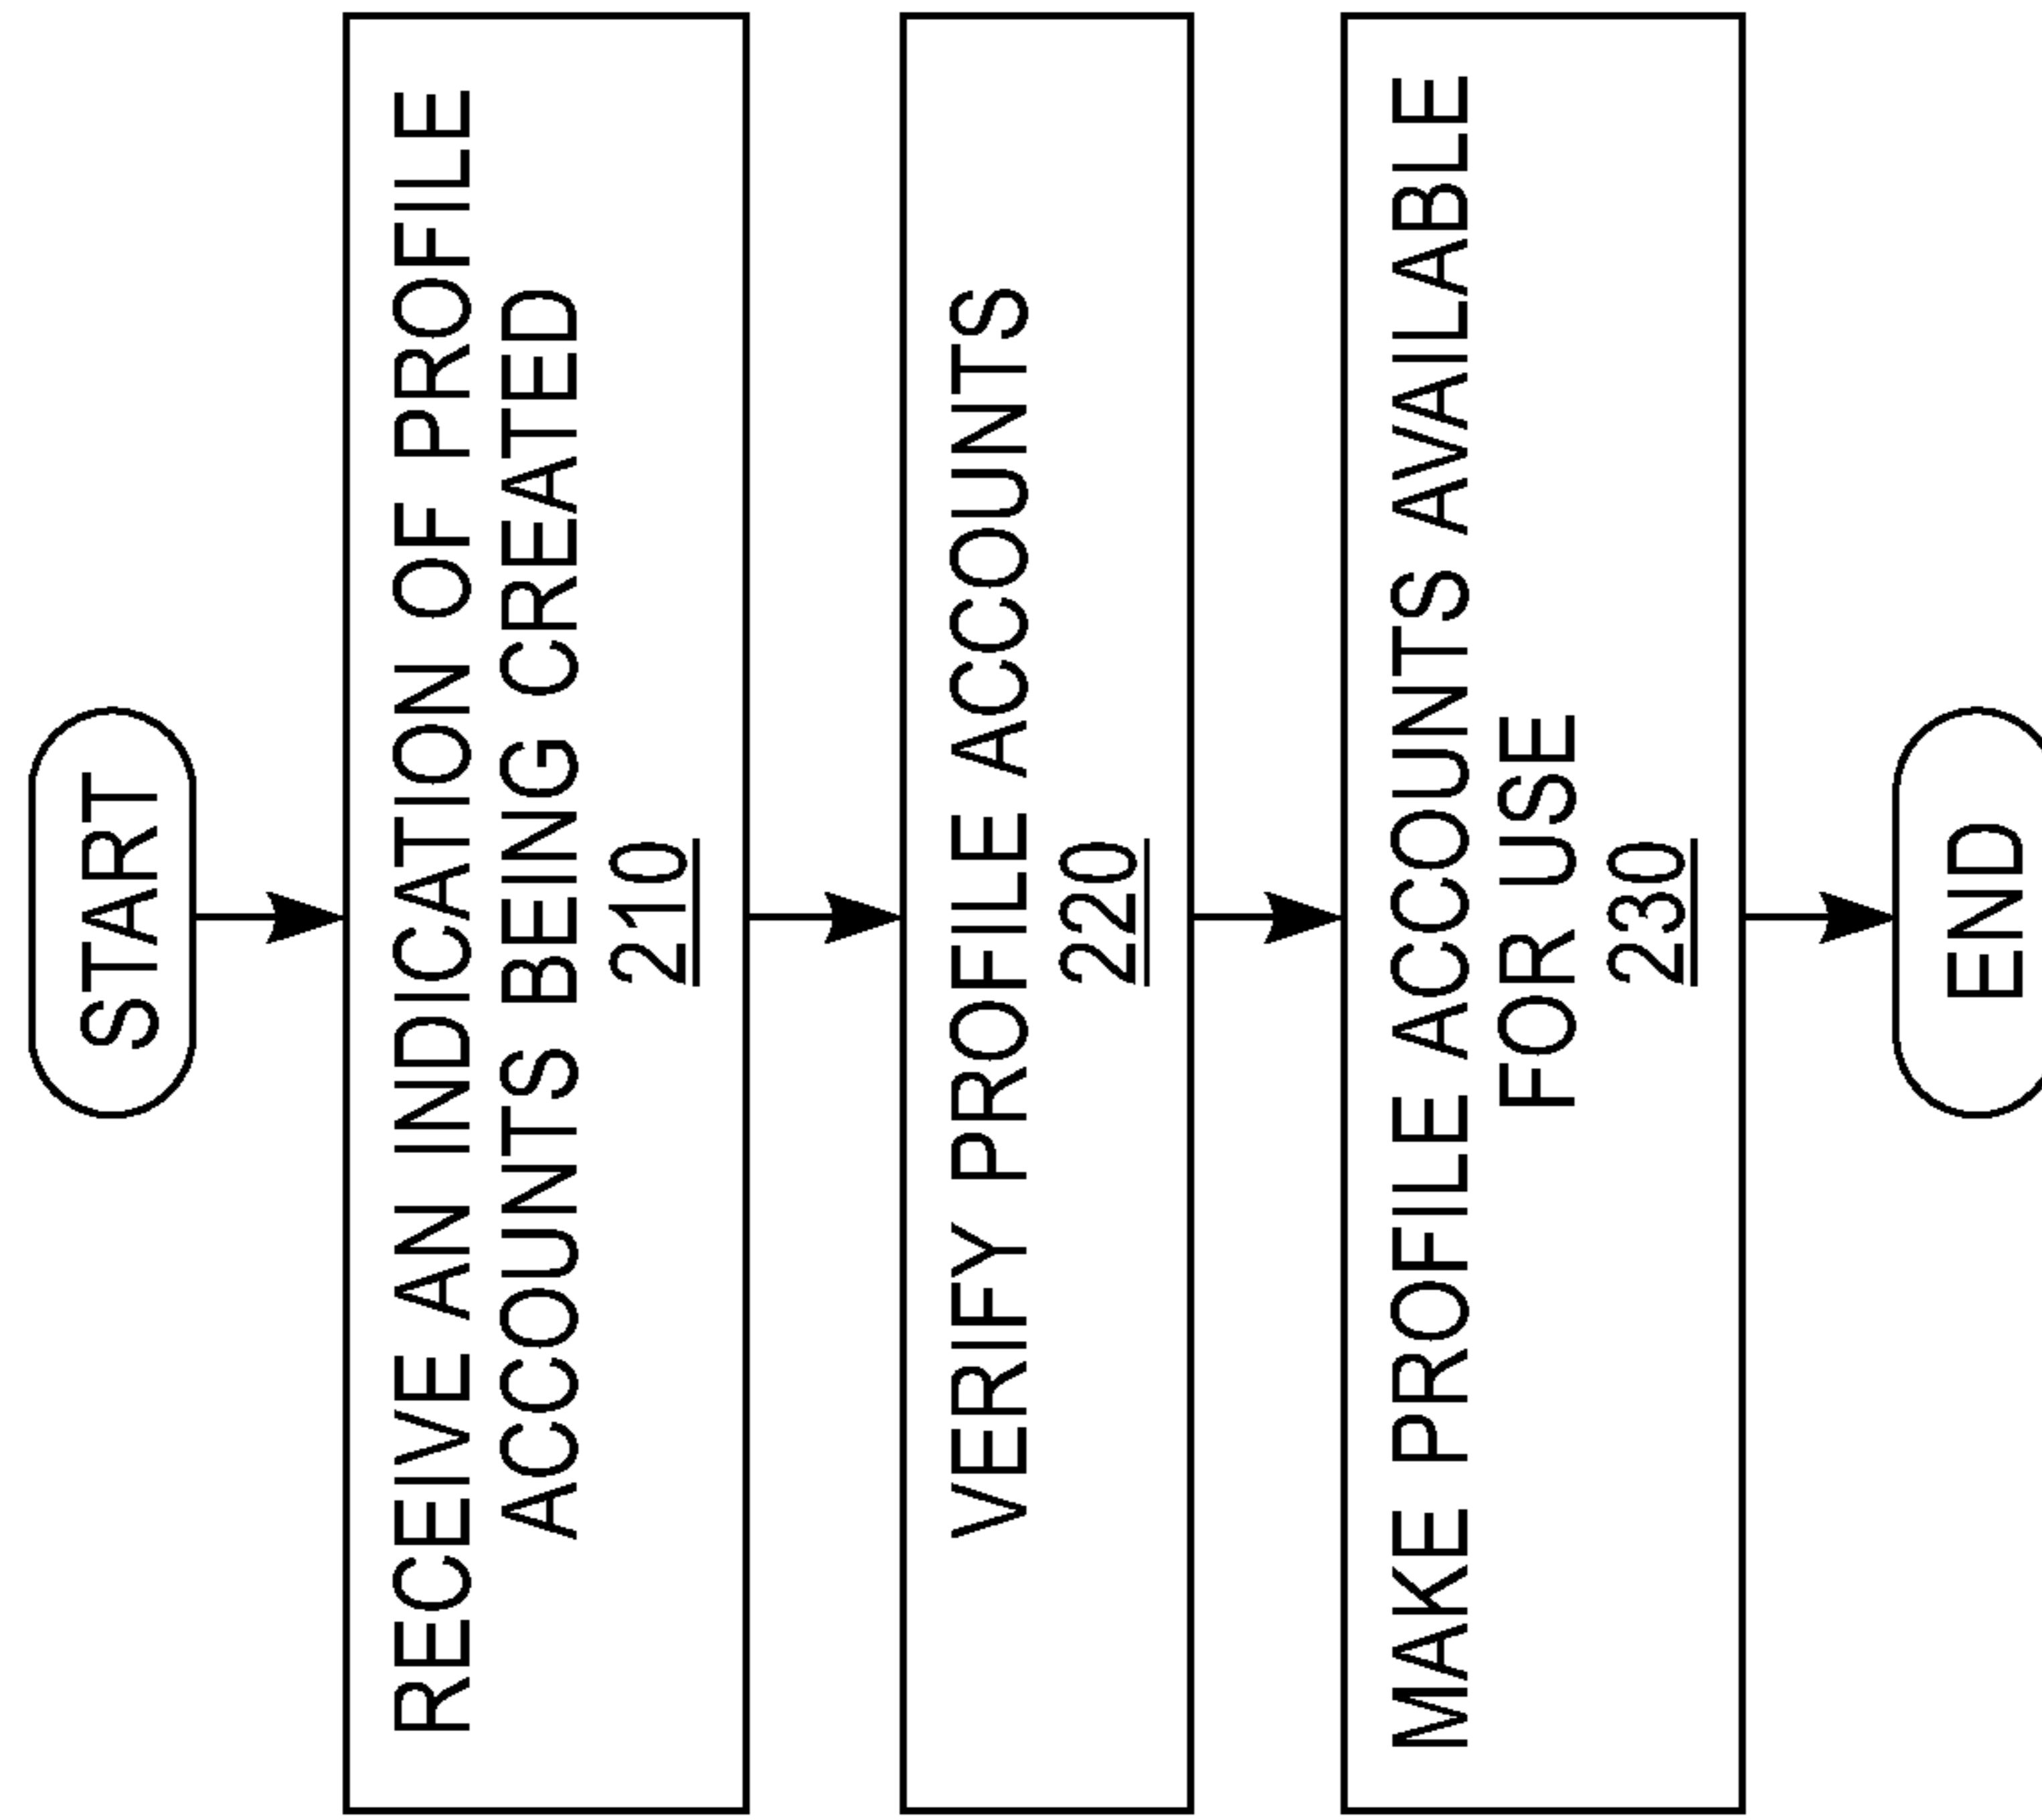 START
RECEIVE AN INDICATION OF PROFILE
ACCOUNTS BEING CREATED
210
VERIFY PROFILE ACCOUNTS
220
MAKE PROFILE ACCOUNTS AVAILABLE
FOR USE
230
END